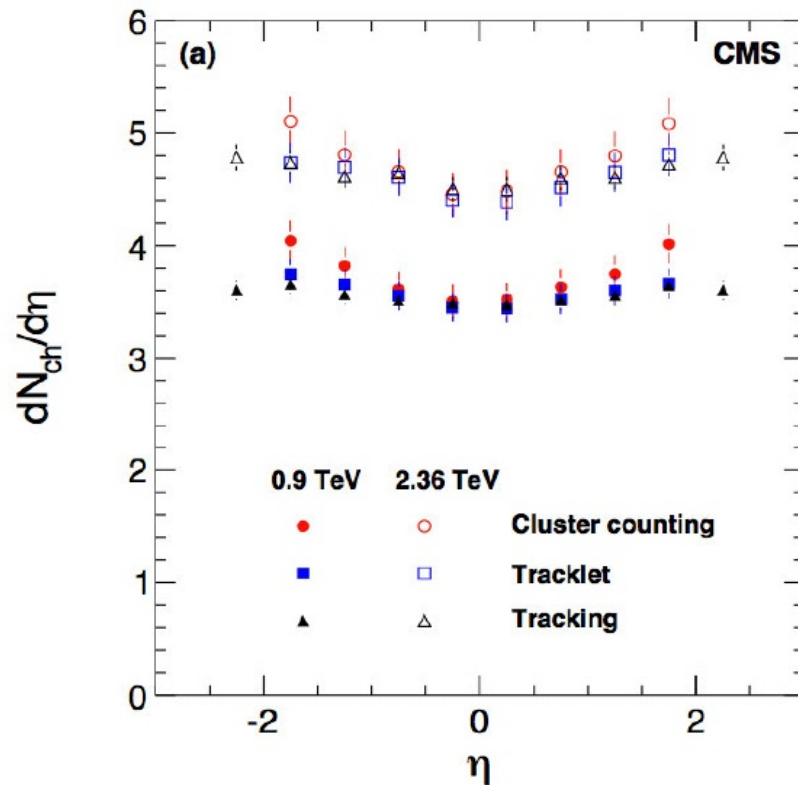 (a) CMS
6
5
4
3
2
1
0
dN_ch/dη
0.9 TeV 2.36 TeV
Cluster counting
Tracklet
Tracking
-2 0 2
η